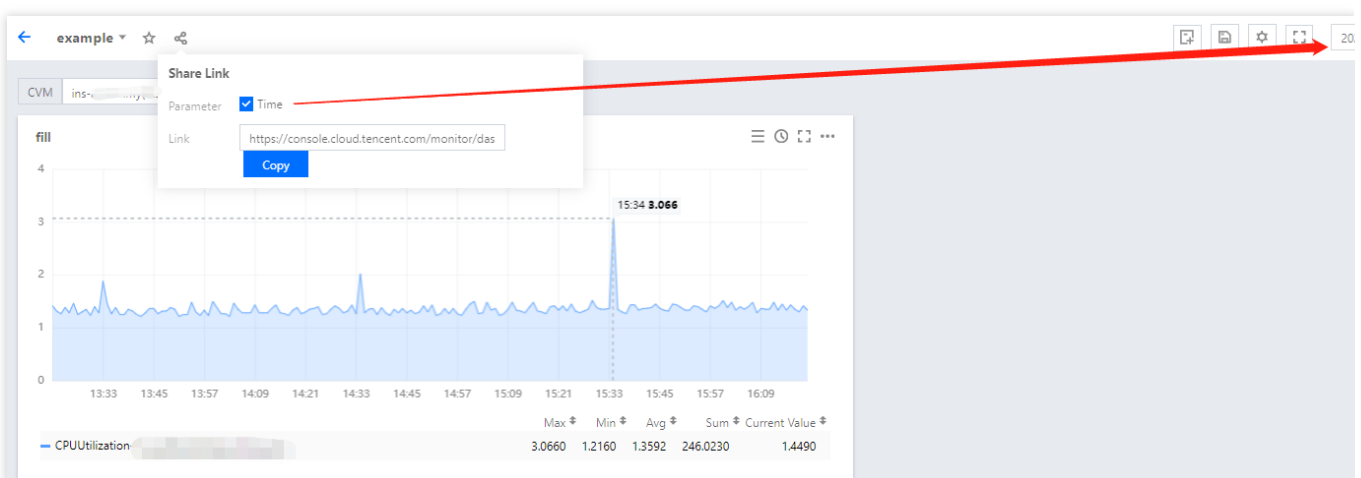 example
20
Share Link
CVM ins-
Parameter Time
Link https://console.cloud.tencent.com/monitor/das
Copy
fill
4
3
2
1
0
15:34 3.066
13:33 13:45 13:57 14:09 14:21 14:33 14:45 14:57 15:09 15:21 15:33 15:45 15:57 16:09
Max Min Avg Sum Current Value
CPUUtilization- 3.0660 1.2160 1.3592 246.0230 1.4490